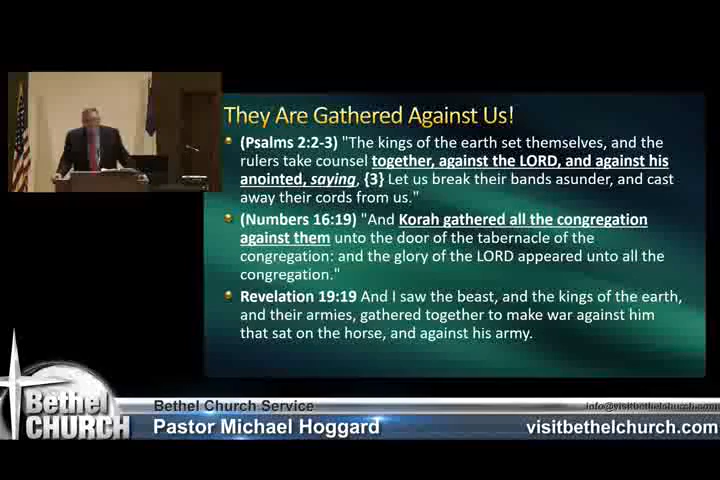 They Are Gathered Against Us!
(Psalms 2:2-3) "The kings of the earth set themselves, and the
rulers take counsel together, against the LORD, and against his
anointed, saying, {3} Let us break their bands asunder, and cast
away their cords from us."
(Numbers 16:19) "And Korah gathered all the congregation
against them unto the door of the tabernacle of the
congregation: and the glory of the LORD appeared unto all the
congregation."
Revelation 19:19 And I saw the beast, and the kings of the earth,
and their armies, gathered together to make war against him
that sat on the horse, and against his army.
Bethel
CHURCH
Bethel Church Service
info@visitbethelchurch.com
Pastor Michael Hoggard
visitbethelchurch.com